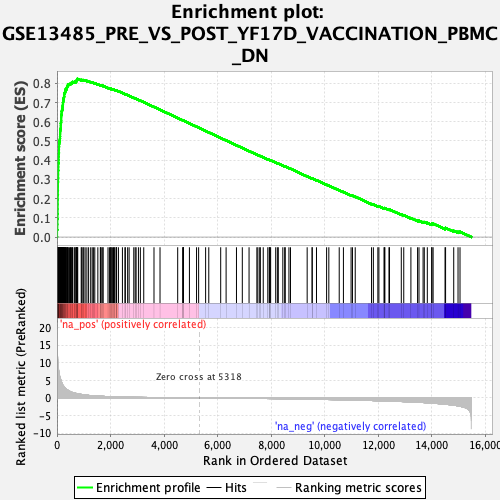 Enrichment plot:
GSE13485_PRE_VS_POST_YF17D_VACCINATION_PBMC
_DN
Enrichment score (ES)
0.8
0.7
0.6
0.5
0.4
0.3
0.2
0.1
0.0
Ranked list metric (PreRanked)
20
15
10
5
0
-5
-10
'na_pos' (positively correlated)
Zero cross at 5318
'na_neg' (negatively correlated)
0
2,000
4,000
6,000
8,000
10,000
12,000
14,000
16,000
Rank in Ordered Dataset
Enrichment profile
Hits
Ranking metric scores